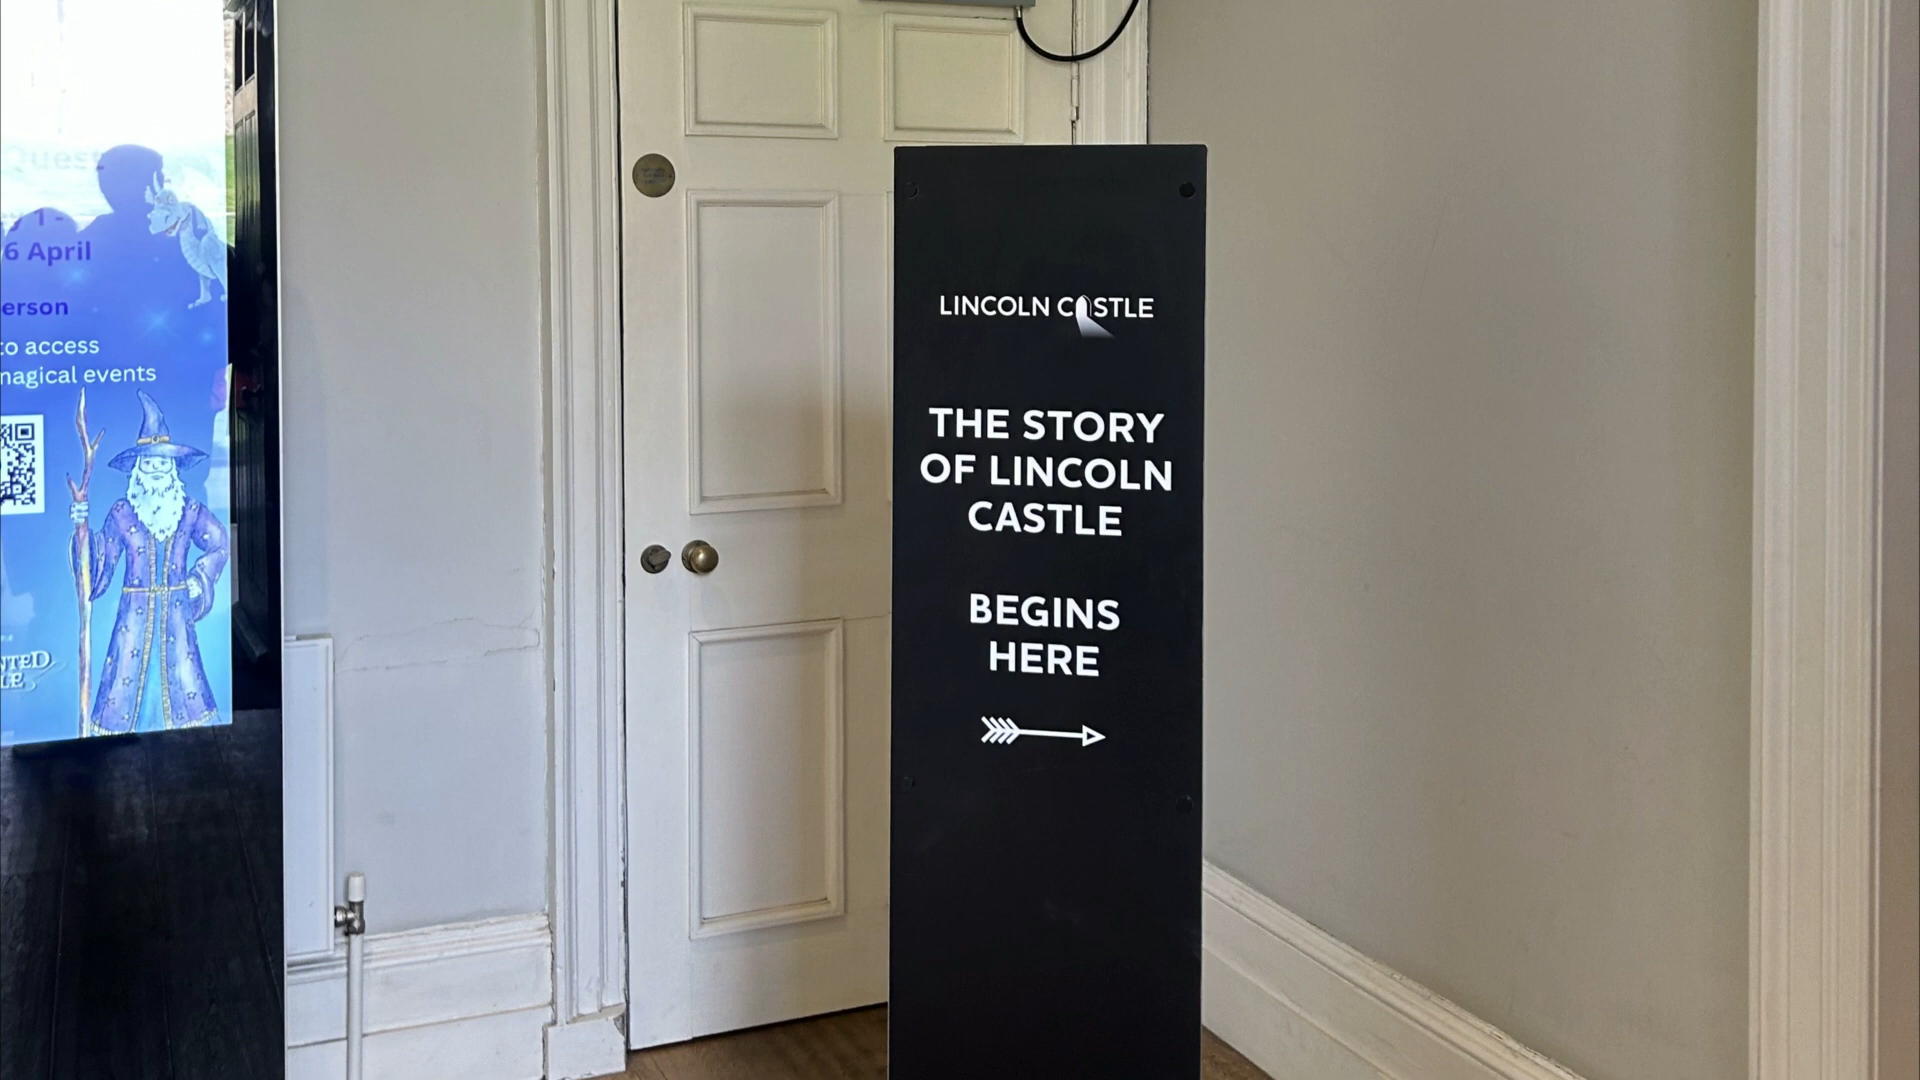 Quest
6 April
erson
to access
magical events
NTED
LE
LINCOLN CASTLE
THE STORY
OF LINCOLN
CASTLE
BEGINS
HERE